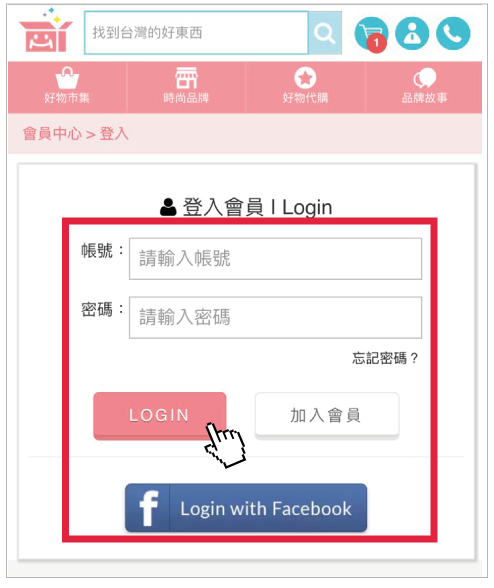 找到台灣的好東西
1
好物市集 時尚品牌 好物代購 品牌故事
會員中心 > 登入
登入會員 l Login
帳號： 請輸入帳號
密碼： 請輸入密碼
忘記密碼？
LOGIN 加入會員
f Login with Facebook